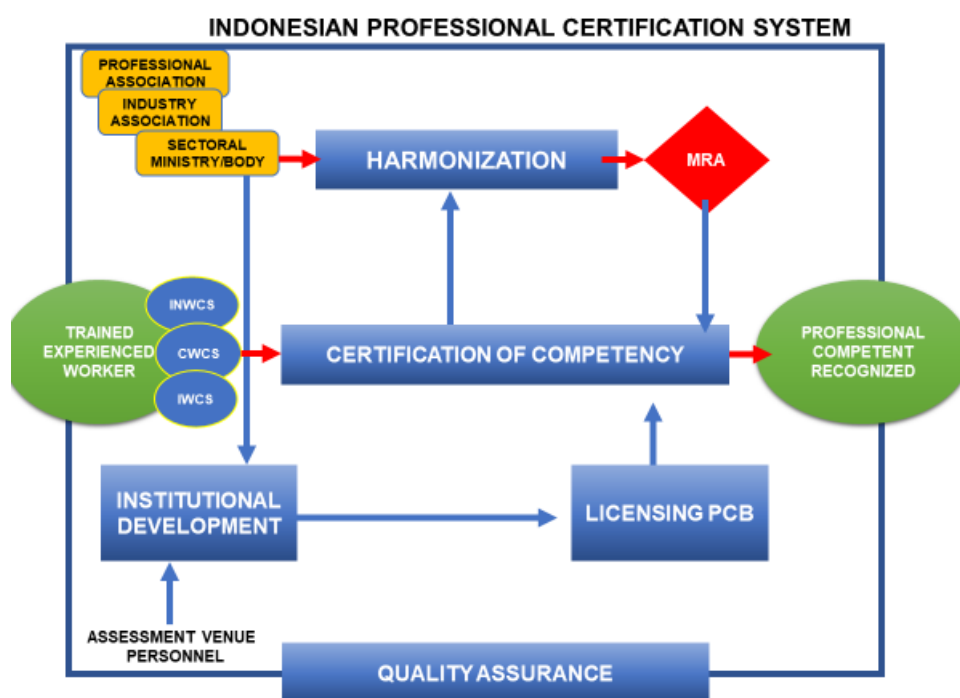 INDONESIAN PROFESSIONAL CERTIFICATION SYSTEM
PROFESSIONAL
ASSOCIATION
INDUSTRY
ASSOCIATION
SECTORAL
MINISTRY/BODY
HARMONIZATION
MRA
TRAINED
EXPERIENCED
WORKER
INWCS
CWCS
IWCS
CERTIFICATION OF COMPETENCY
PROFESSIONAL
COMPETENT
RECOGNIZED
INSTITUTIONAL
DEVELOPMENT
LICENSING PCB
ASSESSMENT VENUE
PERSONNEL
QUALITY ASSURANCE